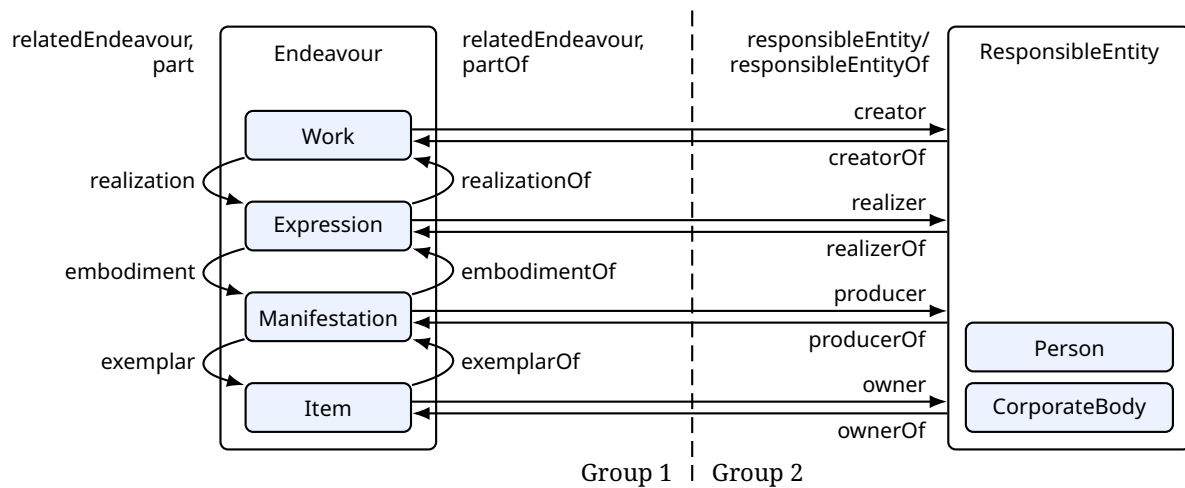 relatedEndeavour,
part
Endeavour
relatedEndeavour,
partOf
responsibleEntity/
responsibleEntityOf
ResponsibleEntity
Work
creator
creatorOf
realization
realizationOf
Expression
realizer
realizerOf
embodiment
embodimentOf
Manifestation
producer
producerOf
Person
exemplar
exemplarOf
Item
owner
ownerOf
CorporateBody
Group 1
Group 2